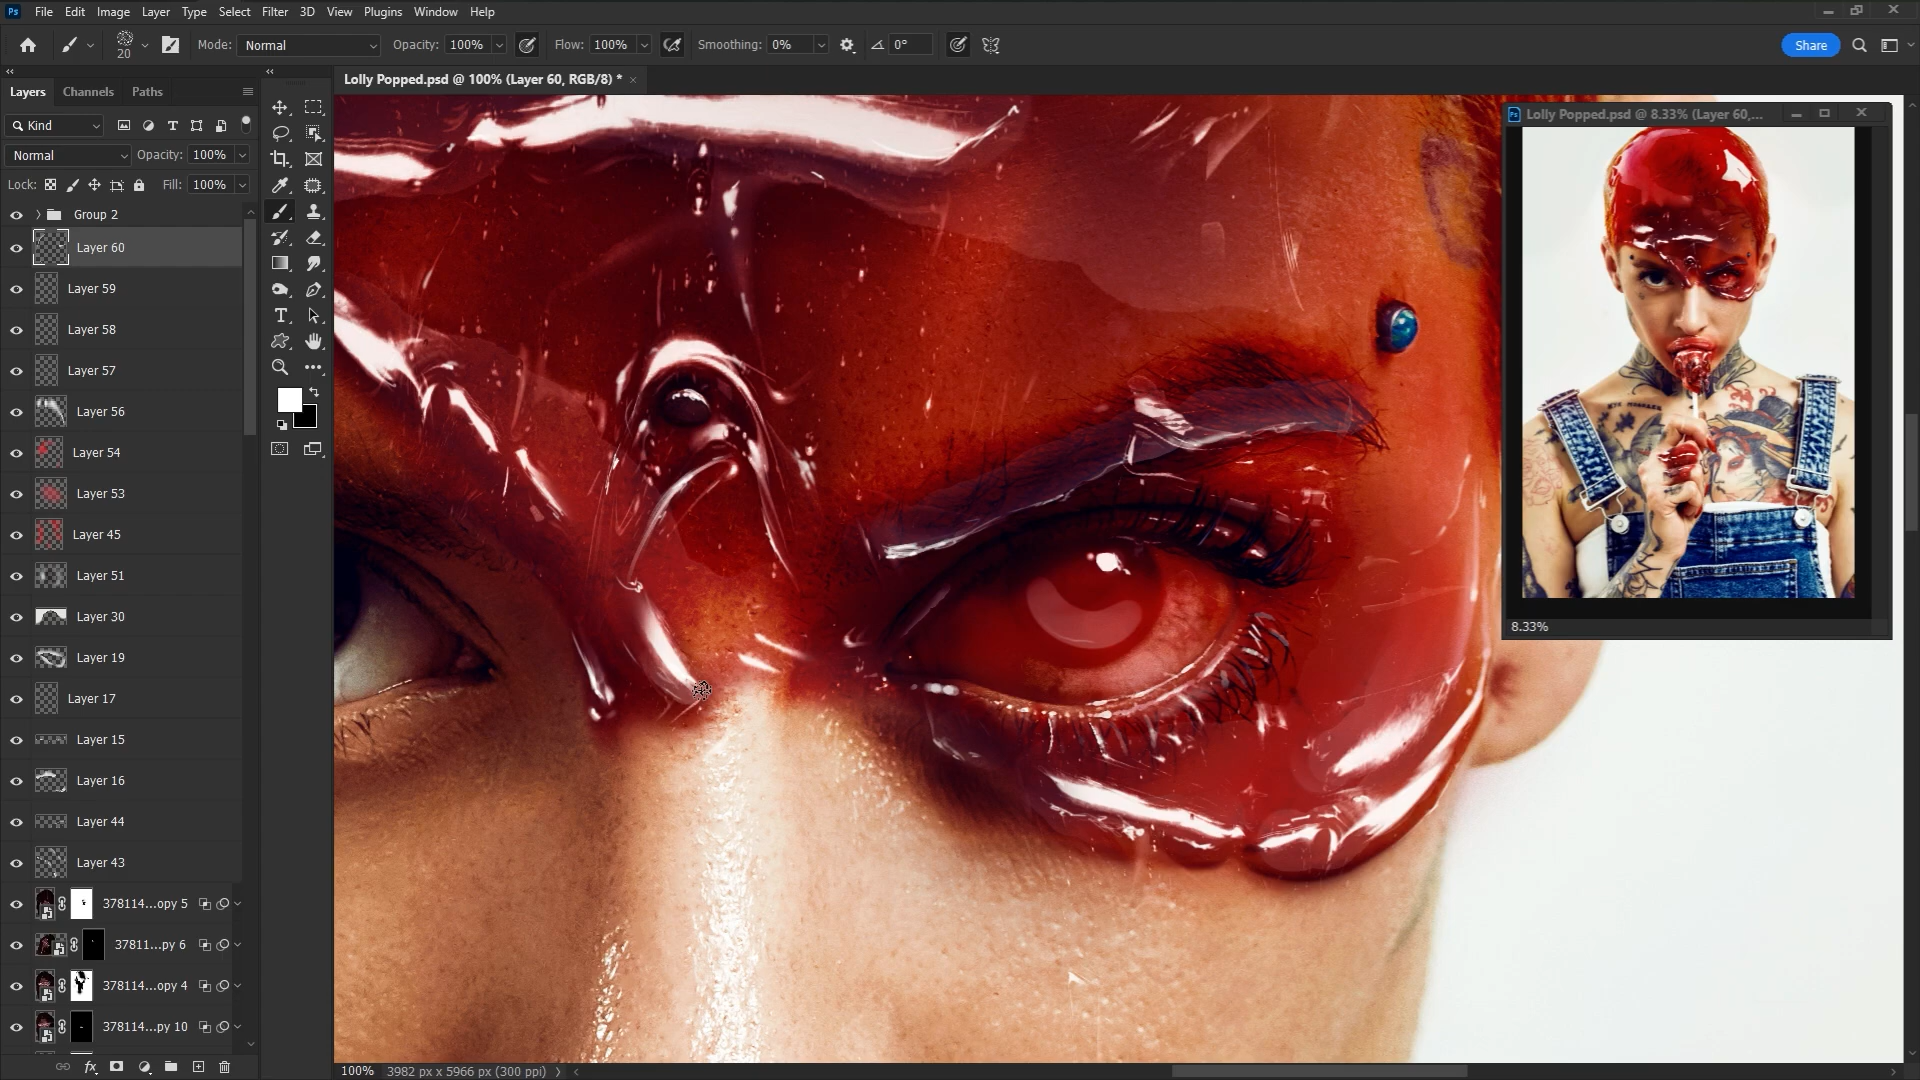 Ps File Edit Image Layer Type Select Filter 3D View Plugins Window Help
20 Mode: Normal Opacity: 100% Flow: 100% Smoothing: 0% 0° Share
Layers Channels Paths
Lolly Popped.psd @ 100% (Layer 60, RGB/8) * ×
Kind
Normal Opacity: 100%
Lock: Fill: 100%
Group 2
Layer 60
Layer 59
Layer 58
Layer 57
Layer 56
Layer 54
Layer 53
Layer 45
Layer 51
Layer 30
Layer 19
Layer 17
Layer 15
Layer 16
Layer 44
Layer 43
378114...opy 5
37811...py 6
378114...opy 4
378114...py 10
fx
Ps Lolly Popped.psd @ 8.33% (Layer 60,...
8.33%
100% 3982 px x 5966 px (300 ppi)